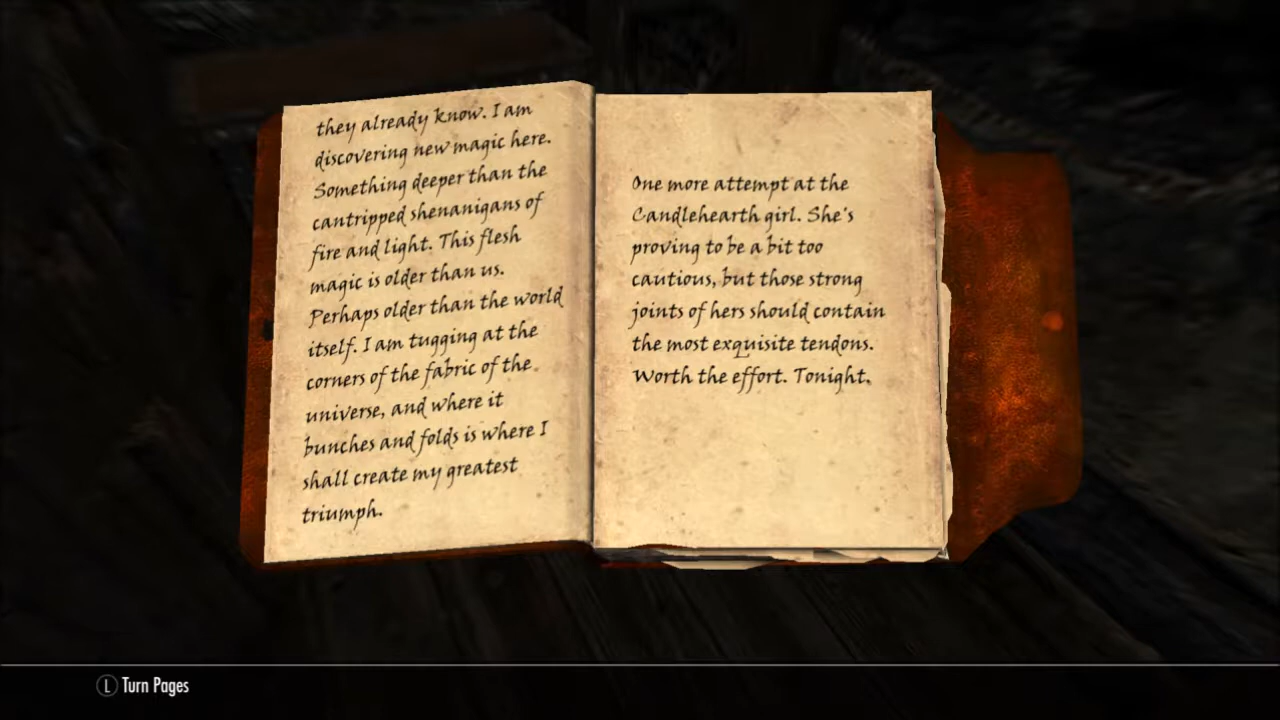 they already know. I am
discovering new magic here.
Something deeper than the
cantripped shenanigans of
fire and light. This flesh
magic is older than us.
Perhaps older than the world
itself. I am tugging at the
corners of the fabric of the
universe, and where it
bunches and folds is where I
shall create my greatest
triumph.
One more attempt at the
Candlehearth girl. She's
proving to be a bit too
cautious, but those strong
joints of hers should contain
the most exquisite tendons.
Worth the effort. Tonight.
L Turn Pages